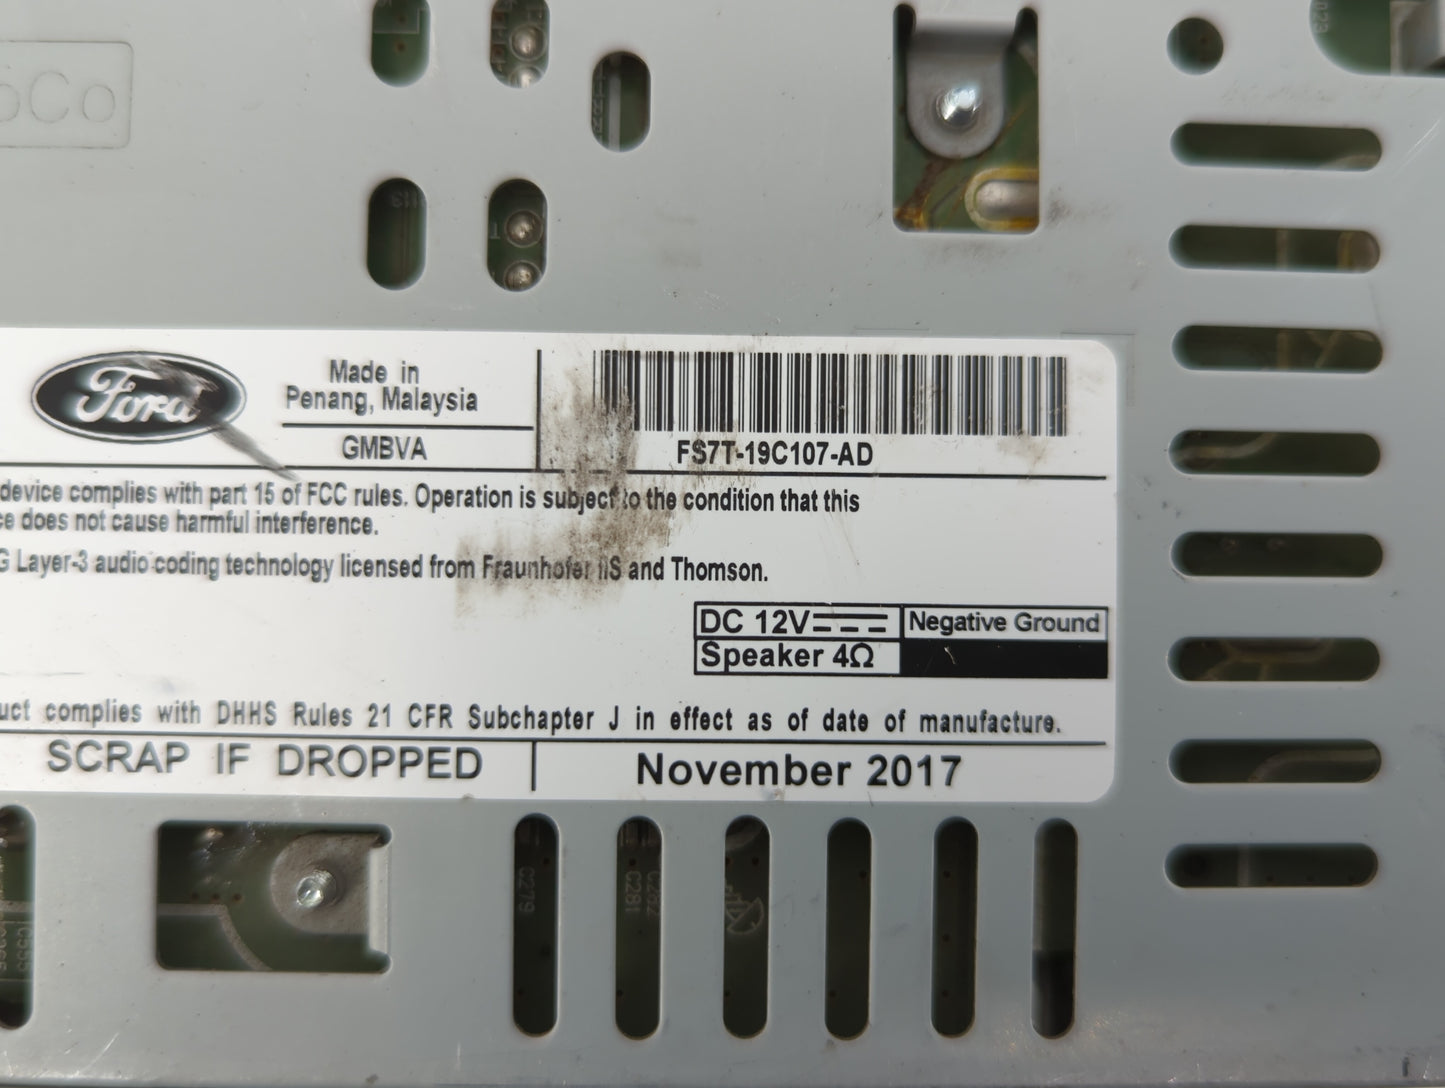 Ford
Made in
Penang, Malaysia
GMBVA
FS7T-19C107-AD
device complies with part 15 of FCC rules. Operation is subject to the condition that this
does not cause harmful interference.
Layer-3 audio coding technology licensed from Fraunhofer IIS and Thomson.
DC 12V
Negative Ground
Speaker 4Ω
complies with DHHS Rules 21 CFR Subchapter J in effect as of date of manufacture.
SCRAP IF DROPPED
November 2017
C279
C281
C282